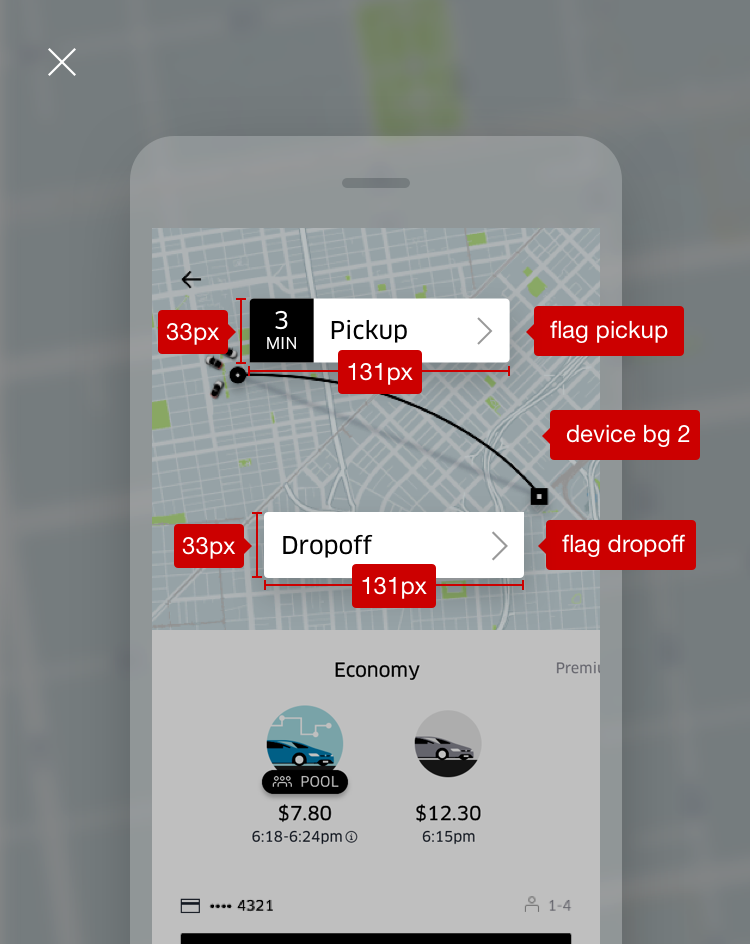 3
MIN
Pickup
33px
131px
flag pickup
device bg 2
Dropoff
33px
131px
flag dropoff
Economy
Premiu
POOL
$7.80
6:18-6:24pm
$12.30
6:15pm
•••• 4321
1-4